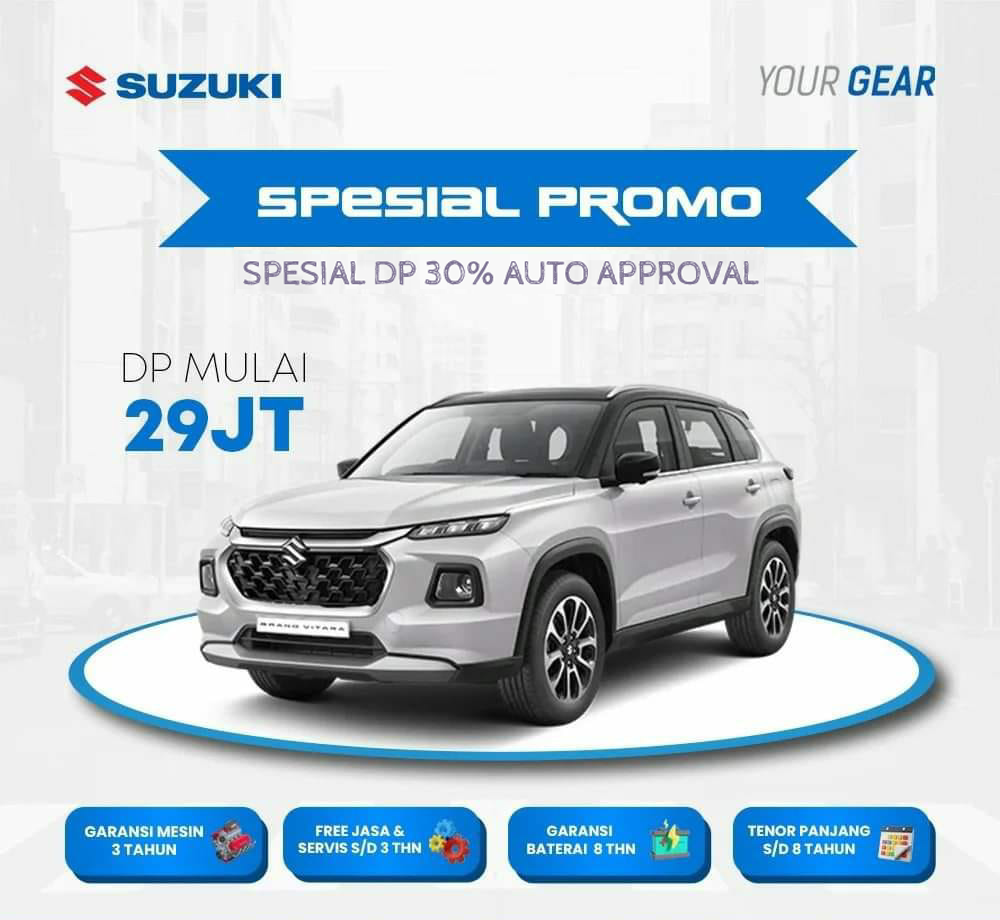 SUZUKI
YOUR GEAR
SPESIAL PROMO
SPESIAL DP 30% AUTO APPROVAL
DP MULAI
29JT
GRAND VITARA
GARANSI MESIN
3 TAHUN
FREE JASA &
SERVIS S/D 3 THN
GARANSI
BATERAI 8 THN
TENOR PANJANG
S/D 8 TAHUN